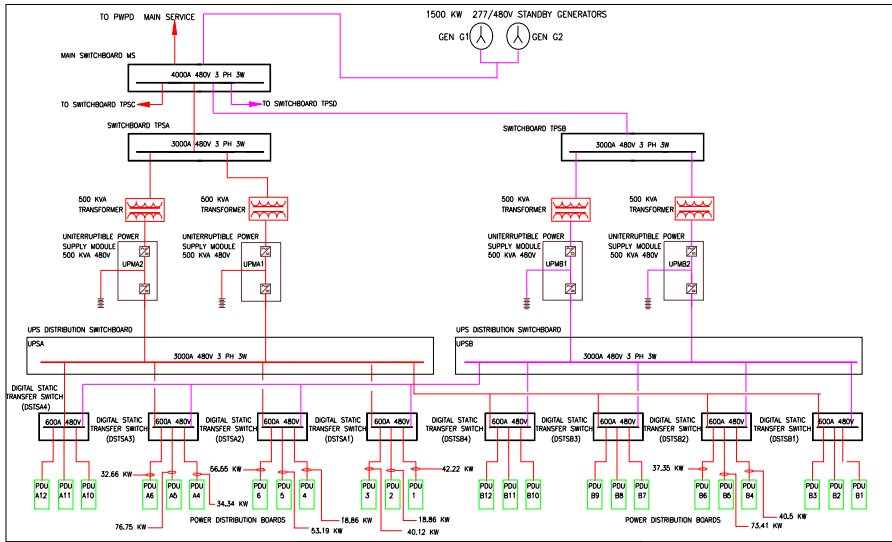 TO PWPD MAIN SERVICE
1500 KW 277/480V STANDBY GENERATORS
GEN G1
GEN G2
MAIN SWITCHBOARD MS
4000A 480V 3 PH 3W
TO SWITCHBOARD TPSC
TO SWITCHBOARD TPSD
SWITCHBOARD TPSA
3000A 480V 3 PH 3W
SWITCHBOARD TPSB
3000A 480V 3 PH 3W
500 KVA
TRANSFORMER
500 KVA
TRANSFORMER
500 KVA
TRANSFORMER
500 KVA
TRANSFORMER
UNITERRUPTIBLE POWER
SUPPLY MODULE
500 KVA 480V
UPMA2
UNITERRUPTIBLE POWER
SUPPLY MODULE
500 KVA 480V
UPMA1
UNITERRUPTIBLE POWER
SUPPLY MODULE
500 KVA 480V
UPMB1
UNITERRUPTIBLE POWER
SUPPLY MODULE
500 KVA 480V
UPMB2
UPS DISTRIBUTION SWITCHBOARD
UPSA
3000A 480V 3 PH 3W
UPS DISTRIBUTION SWITCHBOARD
UPSB
3000A 480V 3 PH 3W
DIGITAL STATIC
TRANSFER SWITCH
(DSTSA4)
600A 480V
DIGITAL STATIC
TRANSFER SWITCH
(DSTSA3)
600A 480V
DIGITAL STATIC
TRANSFER SWITCH
(DSTSA2)
600A 480V
DIGITAL STATIC
TRANSFER SWITCH
(DSTSA1)
600A 480V
DIGITAL STATIC
TRANSFER SWITCH
(DSTSB4)
600A 480V
DIGITAL STATIC
TRANSFER SWITCH
(DSTSB3)
600A 480V
DIGITAL STATIC
TRANSFER SWITCH
(DSTSB2)
600A 480V
DIGITAL STATIC
TRANSFER SWITCH
(DSTSB1)
600A 480V
32.66 KW
56.55 KW
42.22 KW
37.35 KW
PDU A12
PDU A11
PDU A10
PDU A6
PDU A5
PDU A4
PDU 6
PDU 5
PDU 4
PDU 3
PDU 2
PDU 1
PDU B12
PDU B11
PDU B10
PDU B9
PDU B8
PDU B7
PDU B6
PDU B5
PDU B4
PDU B3
PDU B2
PDU B1
34.34 KW
76.75 KW
POWER DISTRIBUTION BOARDS
18.86 KW
53.19 KW
18.86 KW
40.12 KW
POWER DISTRIBUTION BOARDS
40.5 KW
73.41 KW